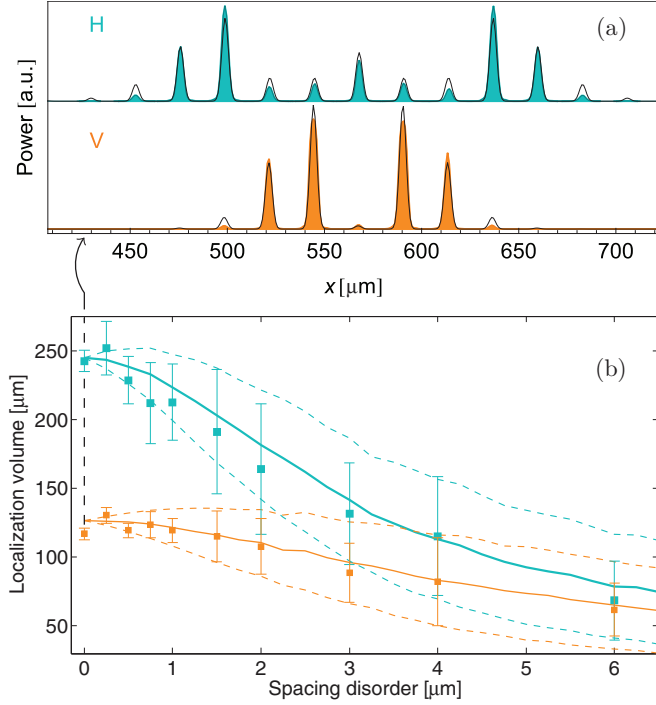 H
(a)
Power [a.u.]
V
450
500
550
600
650
700
x [μm]
(b)
Localization volume [μm]
250
200
150
100
50
0
1
2
3
4
5
6
Spacing disorder [μm]